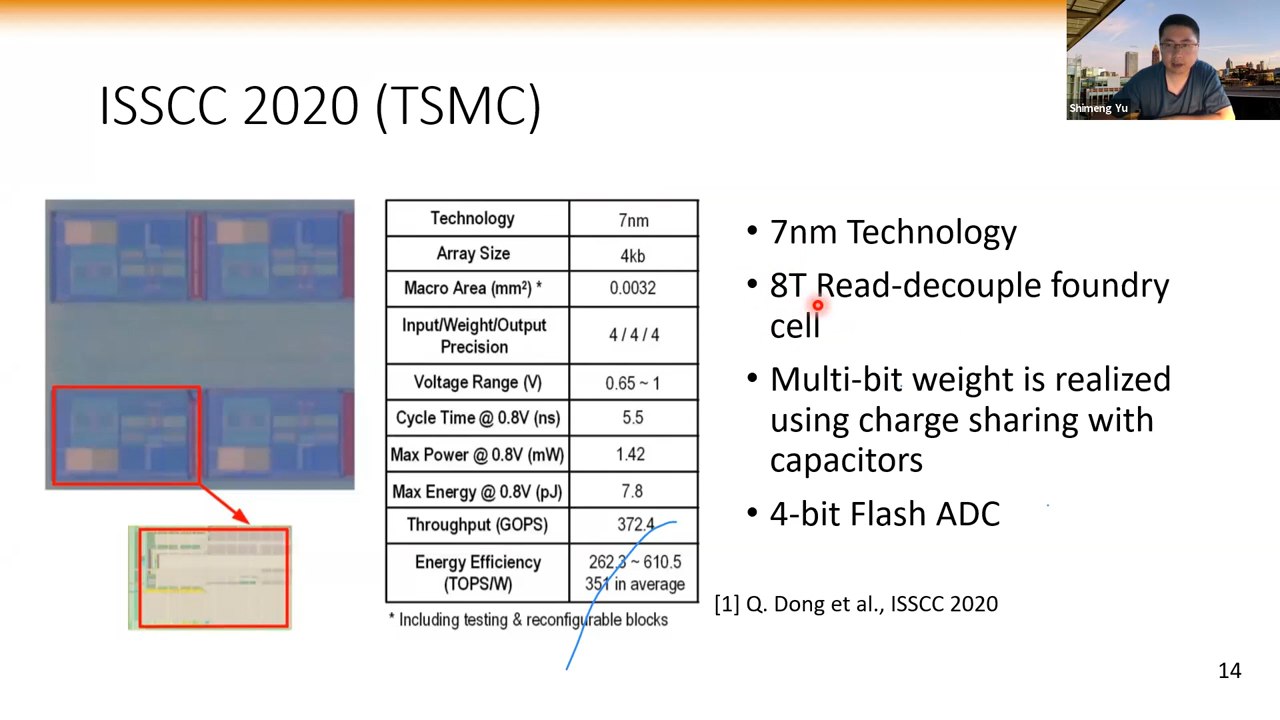 Shimeng Yu
ISSCC 2020 (TSMC)
Technology 7nm
Array Size 4kb
Macro Area (mm²) * 0.0032
Input/Weight/Output
Precision
4 / 4 / 4
Voltage Range (V) 0.65 ~ 1
Cycle Time @ 0.8V (ns) 5.5
Max Power @ 0.8V (mW) 1.42
Max Energy @ 0.8V (pJ) 7.8
Throughput (GOPS) 372.4
Energy Efficiency
(TOPS/W)
262.3 ~ 610.5
351 in average
* Including testing & reconfigurable blocks
• 7nm Technology
• 8T Read-decouple foundry
cell
• Multi-bit weight is realized
using charge sharing with
capacitors
• 4-bit Flash ADC
[1] Q. Dong et al., ISSCC 2020
14